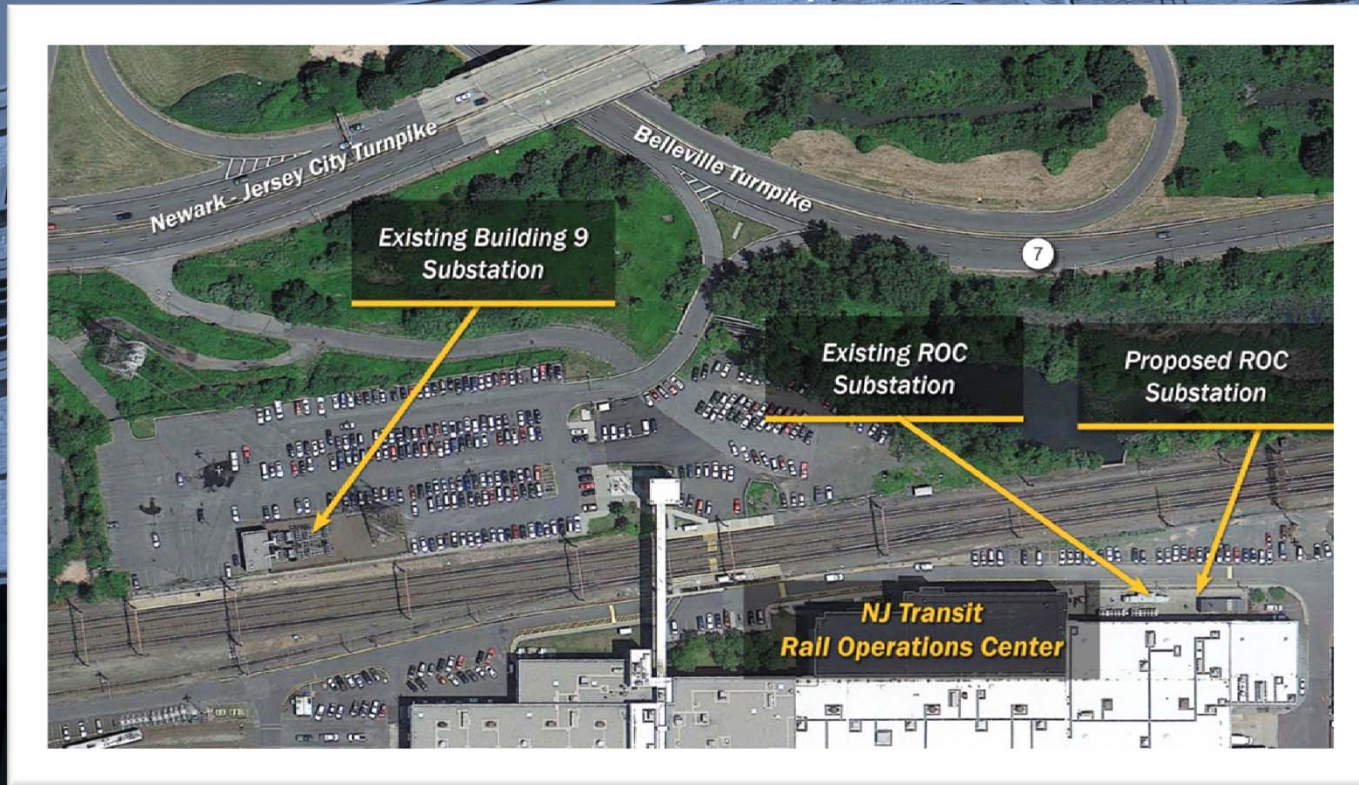 Newark - Jersey City Turnpike
Belleville Turnpike
7
Existing Building 9
Substation
Existing ROC
Substation
Proposed ROC
Substation
NJ Transit
Rail Operations Center